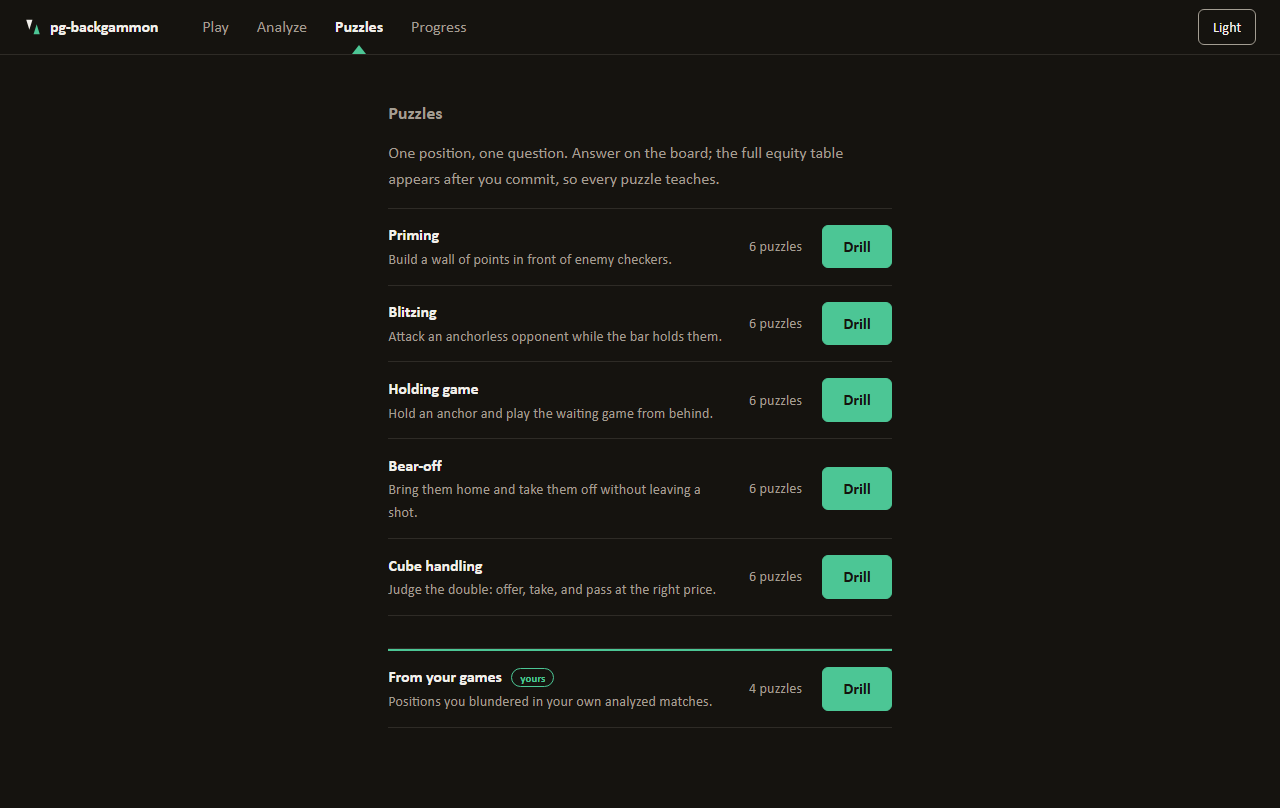 pg-backgammon Play Analyze Puzzles Progress Light
Puzzles
One position, one question. Answer on the board; the full equity table
appears after you commit, so every puzzle teaches.
Priming
Build a wall of points in front of enemy checkers.
6 puzzles Drill
Blitzing
Attack an anchorless opponent while the bar holds them.
6 puzzles Drill
Holding game
Hold an anchor and play the waiting game from behind.
6 puzzles Drill
Bear-off
Bring them home and take them off without leaving a
shot.
6 puzzles Drill
Cube handling
Judge the double: offer, take, and pass at the right price.
6 puzzles Drill
From your games yours
Positions you blundered in your own analyzed matches.
4 puzzles Drill